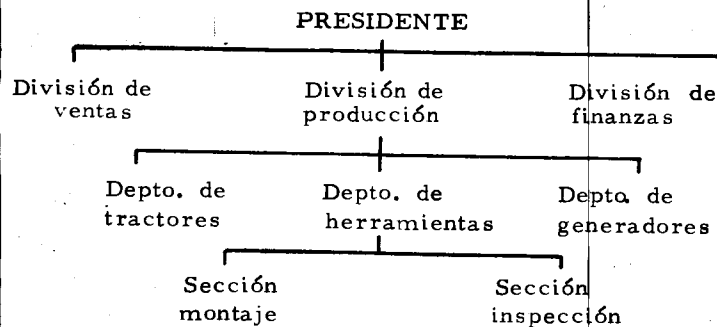 PRESIDENTE
División de
ventas
División de
producción
División de
finanzas
Depto. de
tractores
Depto. de
herramientas
Depto. de
generadores
Sección
montaje
Sección
inspección